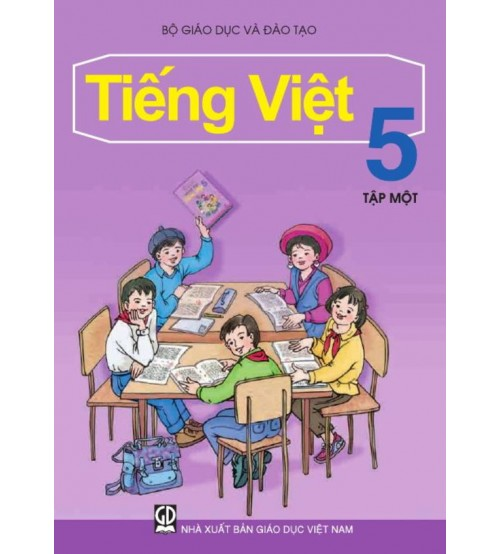 BỘ GIÁO DỤC VÀ ĐÀO TẠO
Tiếng Việt
5
TẬP MỘT
GD
NHÀ XUẤT BẢN GIÁO DỤC VIỆT NAM